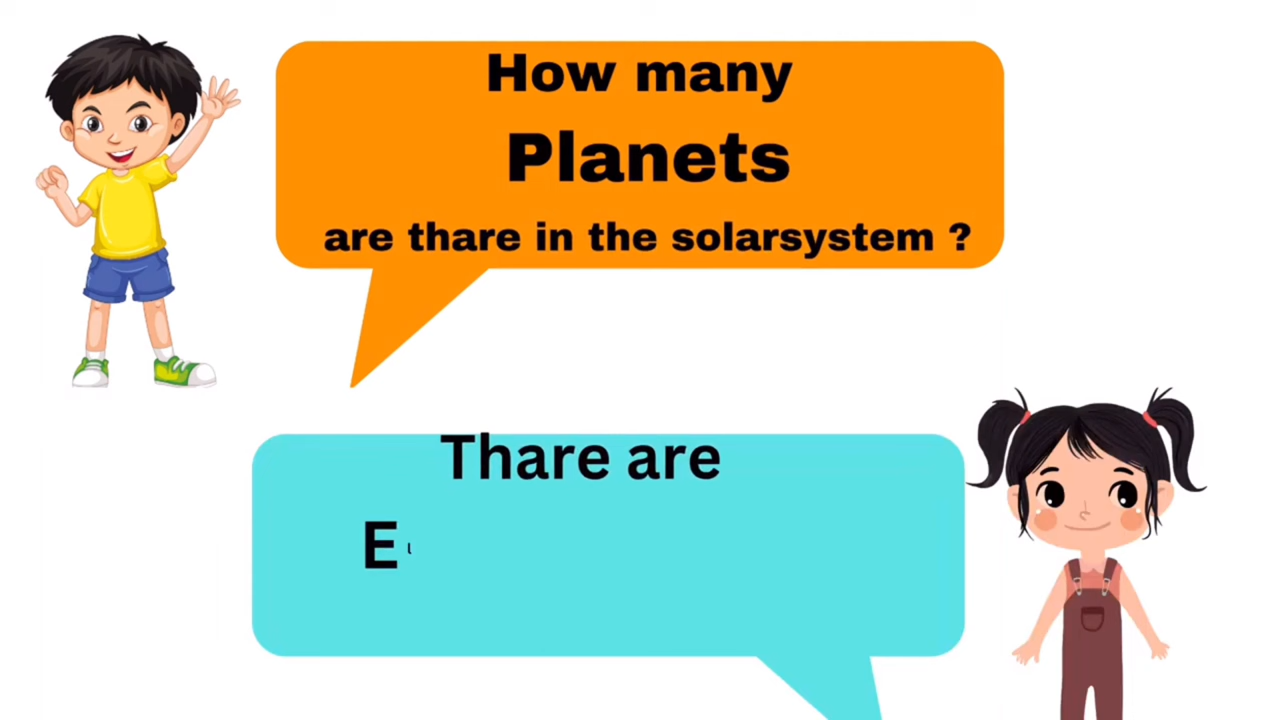 How many
Planets
are thare in the solarsystem ?
Thare are
E